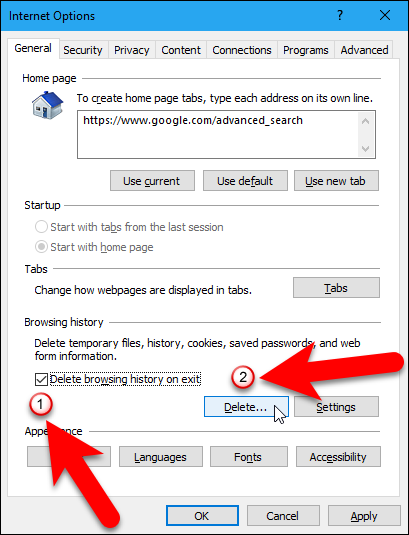 Internet Options
?
General
Security
Privacy
Content
Connections
Programs
Advanced
Home page
To create home page tabs, type each address on its own line.
https://www.google.com/advanced_search
Use current
Use default
Use new tab
Startup
Start with tabs from the last session
Start with home page
Tabs
Change how webpages are displayed in tabs.
Tabs
Browsing history
Delete temporary files, history, cookies, saved passwords, and web
form information.
Delete browsing history on exit
2
1
Delete...
Settings
Languages
Fonts
Accessibility
OK
Cancel
Apply